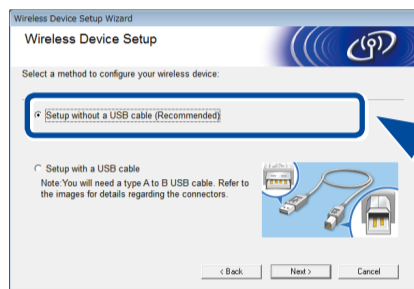 Wireless Device Setup Wizard
Wireless Device Setup
Select a method to configure your wireless device:
Setup without a USB cable (Recommended)
Setup with a USB cable
Note:You will need a type A to B USB cable. Refer to
the images for details regarding the connectors.
< Back
Next >
Cancel